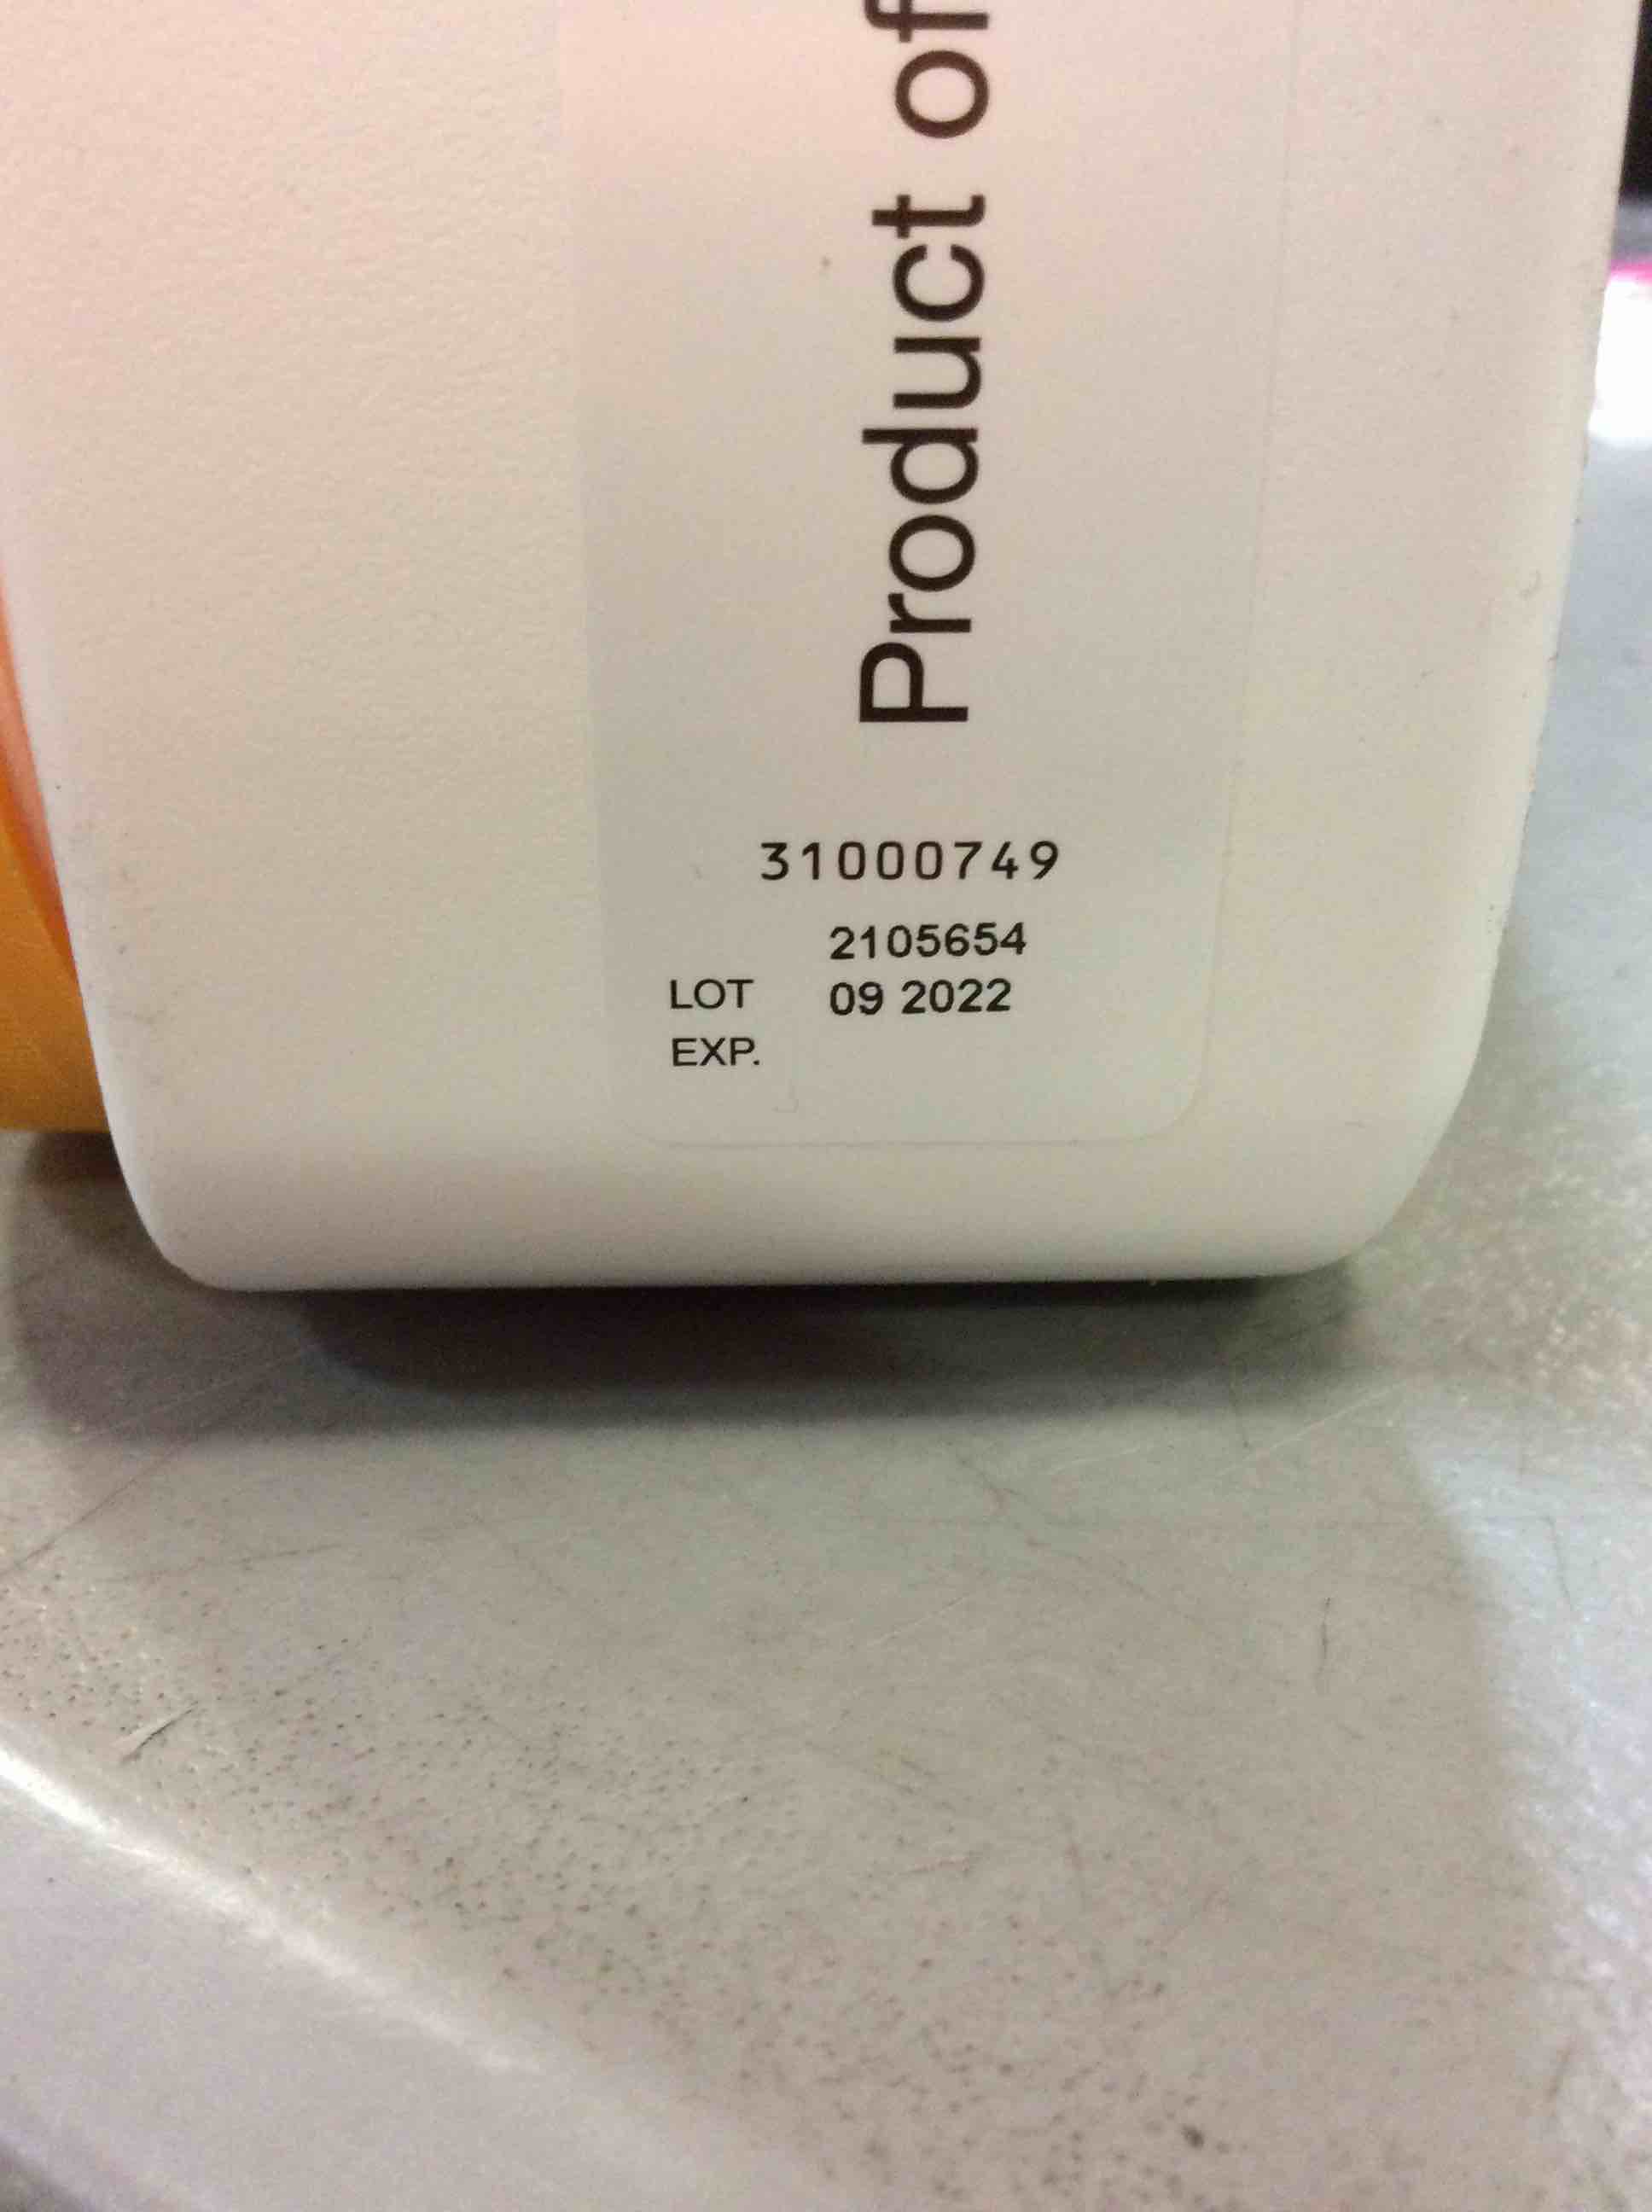 Product of
31000749
2105654
LOT 09 2022
EXP.